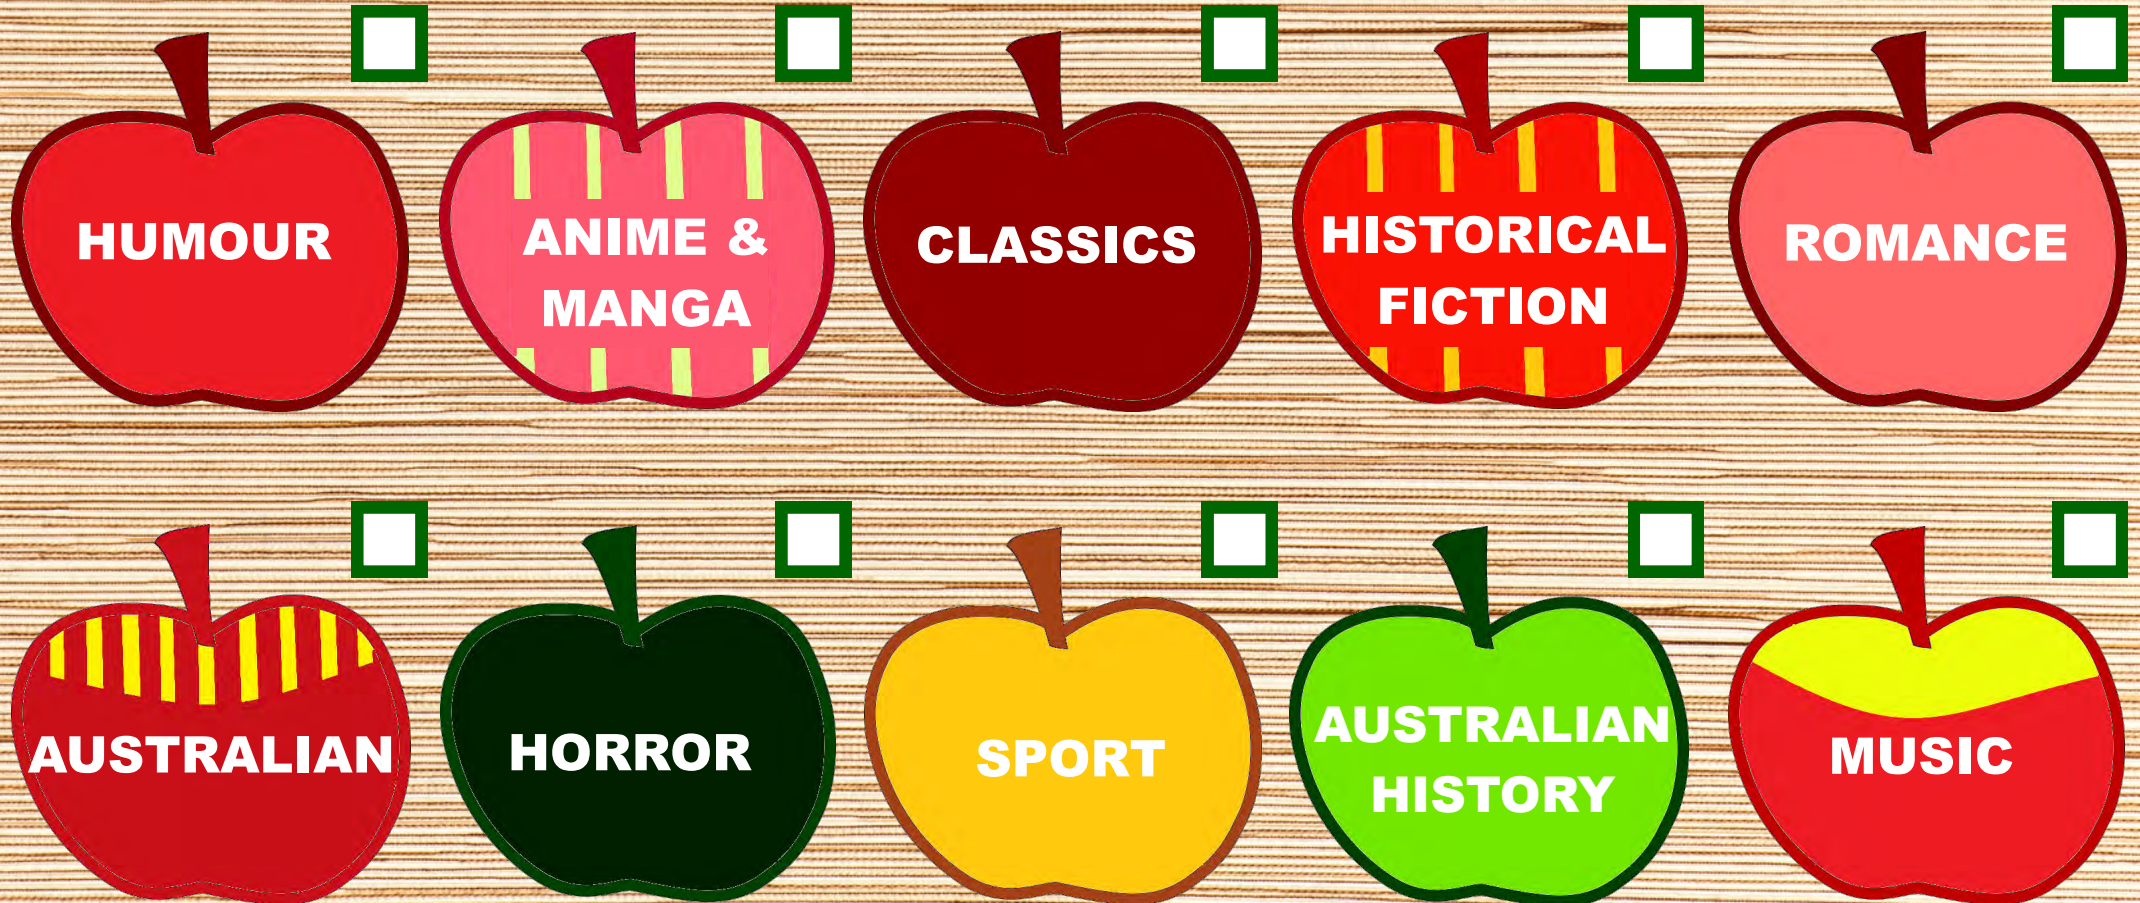 HUMOUR
ANIME &
MANGA
CLASSICS
HISTORICAL
FICTION
ROMANCE
AUSTRALIAN
HORROR
SPORT
AUSTRALIAN
HISTORY
MUSIC